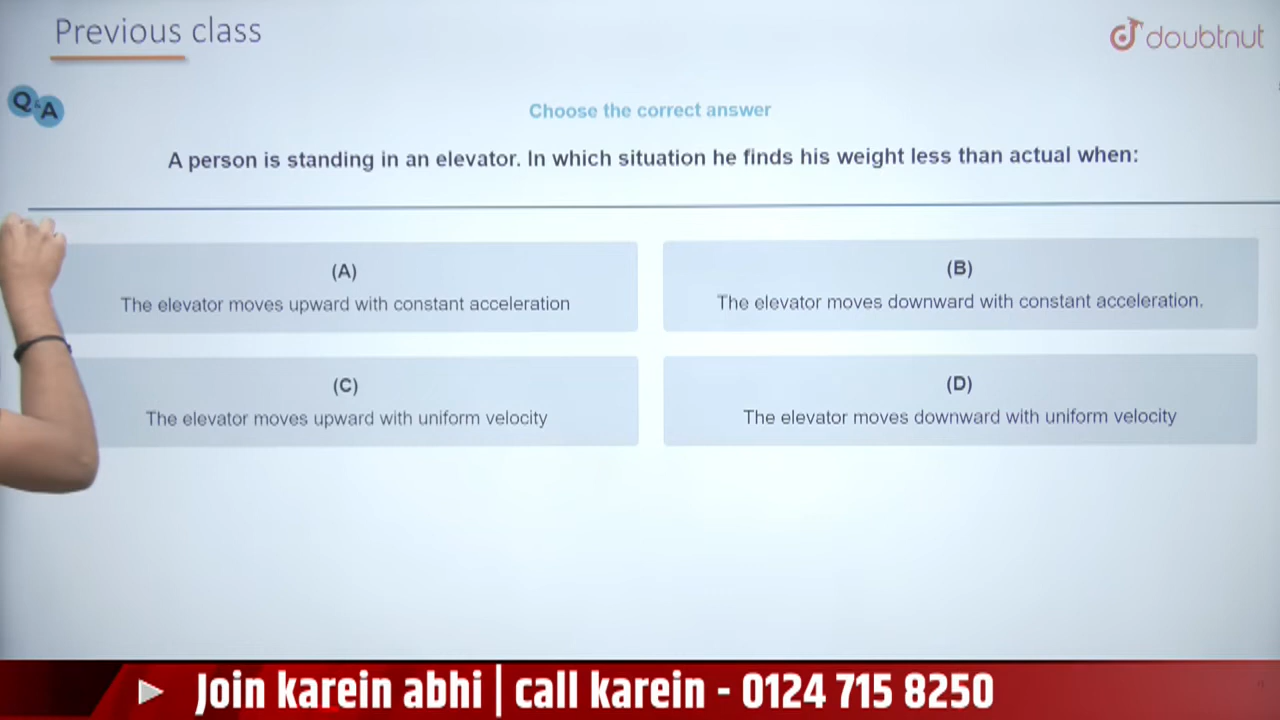 Previous class
doubtnut
Q&A
Choose the correct answer
A person is standing in an elevator. In which situation he finds his weight less than actual when:
(A)
The elevator moves upward with constant acceleration
(B)
The elevator moves downward with constant acceleration.
(C)
The elevator moves upward with uniform velocity
(D)
The elevator moves downward with uniform velocity
Join karein abhi | call karein - 0124 715 8250